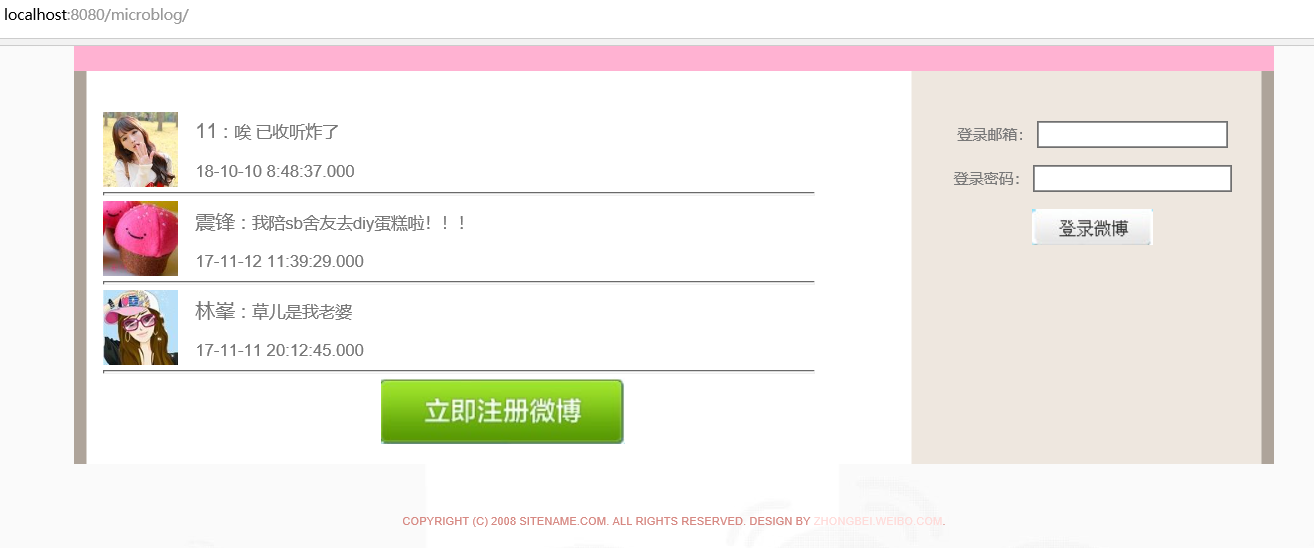 localhost:8080/microblog/
11：唉 已收听炸了
18-10-10 8:48:37.000
震锋：我陪sb舍友去diy蛋糕啦！！！
17-11-12 11:39:29.000
林峯：草儿是我老婆
17-11-11 20:12:45.000
立即注册微博
登录邮箱：
登录密码：
登录微博
COPYRIGHT (C) 2008 SITENAME.COM. ALL RIGHTS RESERVED. DESIGN BY ZHONGBEI.WEIBO.COM.